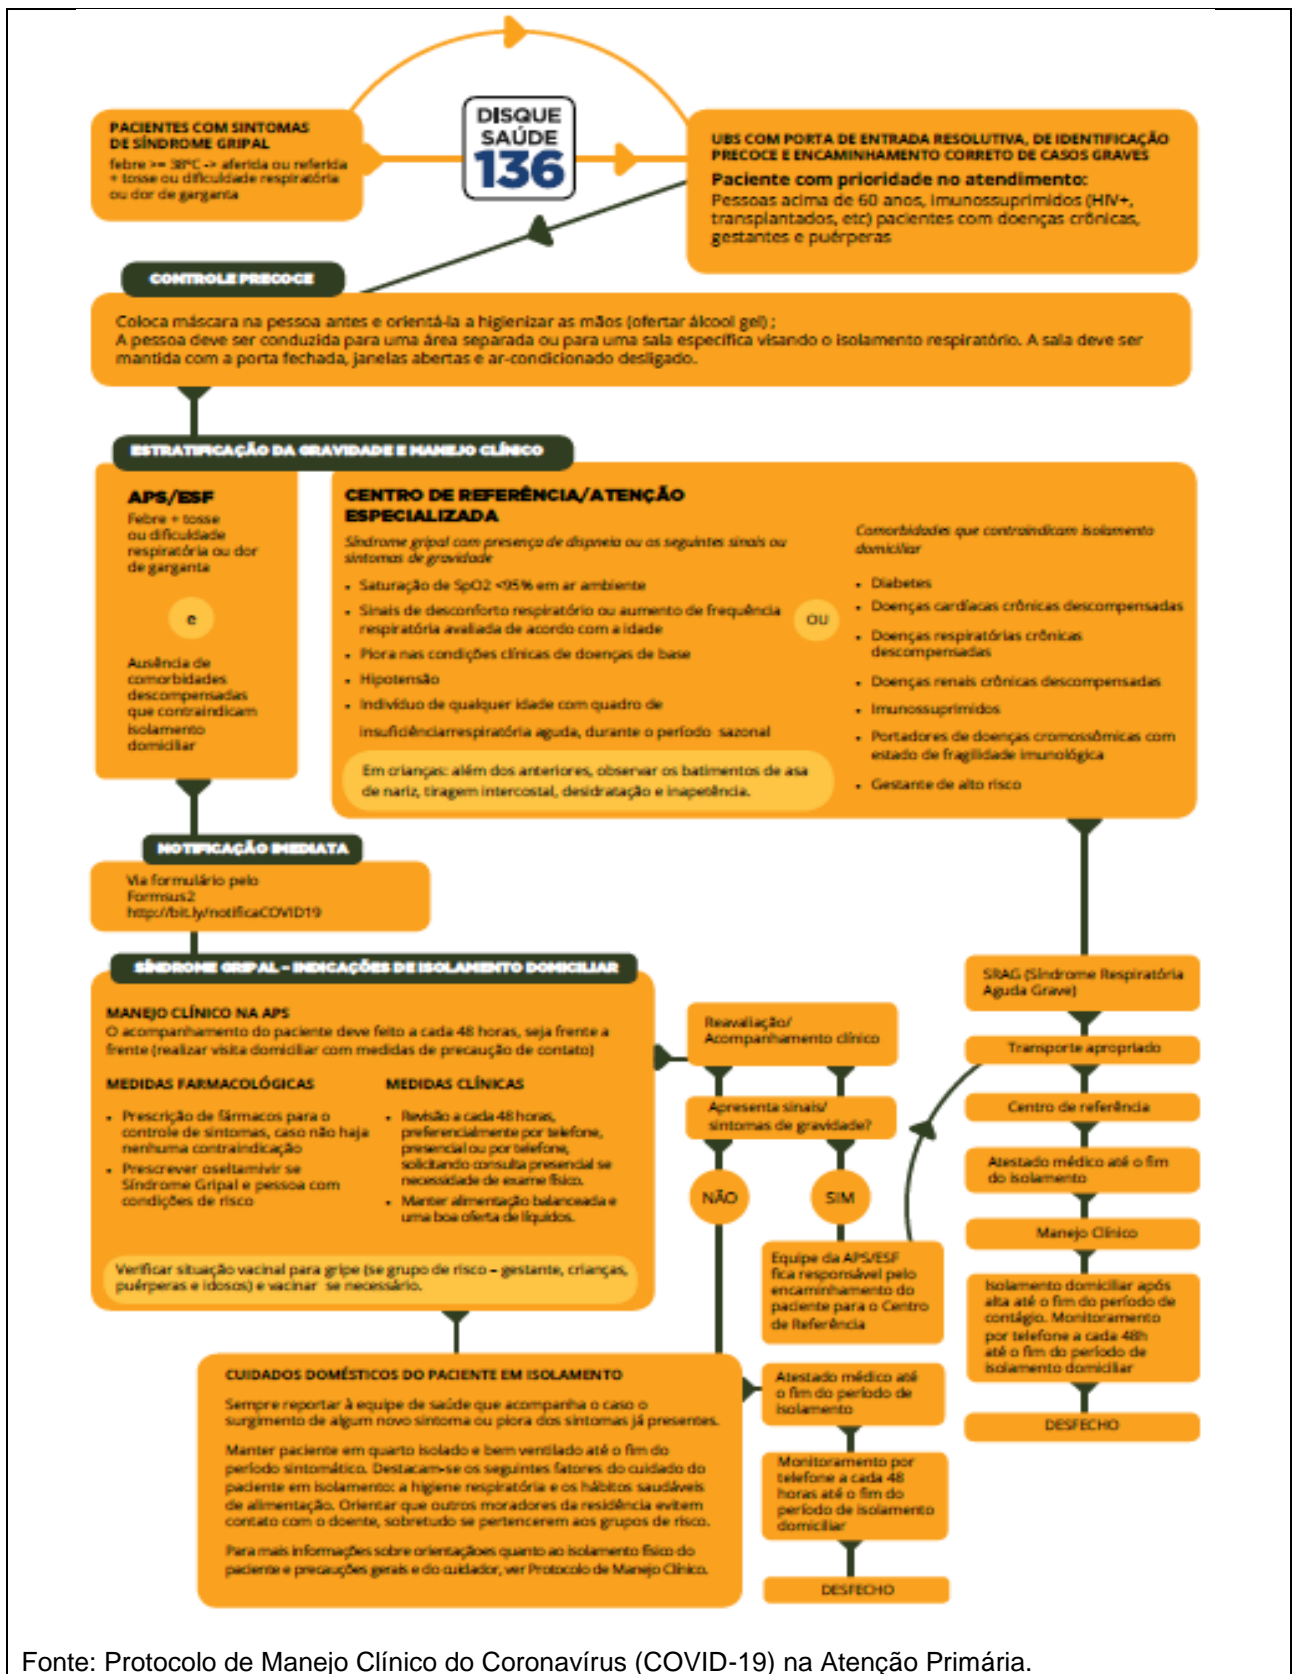 PACIENTES COM SINTOMAS
DE SÍNDROME GRIPAL
febre >= 38ºC -> aferida ou referida
+ tosse ou dificuldade respiratória
ou dor de garganta
DISQUE
SAÚDE
136
UBS COM PORTA DE ENTRADA RESOLUTIVA, DE IDENTIFICAÇÃO
PRECOCE E ENCAMINHAMENTO CORRETO DE CASOS GRAVES
Paciente com prioridade no atendimento:
Pessoas acima de 60 anos, imunossuprimidos (HIV+,
transplantados, etc) pacientes com doenças crônicas,
gestantes e puérperas
CONTROLE PRECOCE
Coloca máscara na pessoa antes e orientá-la a higienizar as mãos (ofertar álcool gel) ;
A pessoa deve ser conduzida para uma área separada ou para uma sala específica visando o isolamento respiratório. A sala deve ser
mantida com a porta fechada, janelas abertas e ar-condicionado desligado.
ESTRATIFICAÇÃO DA GRAVIDADE E MANEJO CLÍNICO
APS/ESF
Febre + tosse
ou dificuldade
respiratória ou dor
de garganta
e
Ausência de
comorbidades
descompensadas
que contraindicam
isolamento
domiciliar
CENTRO DE REFERÊNCIA/ATENÇÃO
ESPECIALIZADA
Síndrome gripal com presença de dispneia ou os seguintes sinais ou
sintomas de gravidade
• Saturação de SpO2 <95% em ar ambiente
• Sinais de desconforto respiratório ou aumento de frequência
respiratória avaliada de acordo com a idade
• Piora nas condições clínicas de doenças de base
• Hipotensão
• Indivíduo de qualquer idade com quadro de
insuficiênciarrespiratória aguda, durante o período sazonal
Em crianças: além dos anteriores, observar os batimentos de asa
de nariz, tiragem intercostal, desidratação e inapetência.
OU
Comorbidades que contraindicam isolamento
domiciliar
• Diabetes
• Doenças cardíacas crônicas descompensadas
• Doenças respiratórias crônicas
descompensadas
• Doenças renais crônicas descompensadas
• Imunossuprimidos
• Portadores de doenças cromossômicas com
estado de fragilidade imunológica
• Gestante de alto risco
NOTIFICAÇÃO IMEDIATA
Via formulário pelo
Formsus2
http://bit.ly/notificaCOVID19
SÍNDROME GRIPAL – INDICAÇÕES DE ISOLAMENTO DOMICILIAR
MANEJO CLÍNICO NA APS
O acompanhamento do paciente deve feito a cada 48 horas, seja frente a
frente (realizar visita domiciliar com medidas de precaução de contato)
MEDIDAS FARMACOLÓGICAS
• Prescrição de fármacos para o
controle de sintomas, caso não haja
nenhuma contraindicação
• Prescrever oseltamivir se
Síndrome Gripal e pessoa com
condições de risco
MEDIDAS CLÍNICAS
• Revisão a cada 48 horas,
preferencialmente por telefone,
presencial ou por telefone,
solicitando consulta presencial se
necessidade de exame físico.
• Manter alimentação balanceada e
uma boa oferta de líquidos.
Verificar situação vacinal para gripe (se grupo de risco – gestante, crianças,
puérperas e idosos) e vacinar se necessário.
Reavaliação/
Acompanhamento clínico
Apresenta sinais/
sintomas de gravidade?
NÃO
SIM
Equipe da APS/ESF
fica responsável pelo
encaminhamento do
paciente para o Centro
de Referência
SRAG (Síndrome Respiratória
Aguda Grave)
Transporte apropriado
Centro de referência
Atestado médico até o fim
do isolamento
Manejo Clínico
Isolamento domiciliar após
alta até o fim do período de
contágio. Monitoramento
por telefone a cada 48h
até o fim do período de
isolamento domiciliar
DESFECHO
CUIDADOS DOMÉSTICOS DO PACIENTE EM ISOLAMENTO
Sempre reportar à equipe de saúde que acompanha o caso o
surgimento de algum novo sintoma ou piora dos sintomas já presentes.
Manter paciente em quarto isolado e bem ventilado até o fim do
período sintomático. Destacam-se os seguintes fatores do cuidado do
paciente em isolamento: a higiene respiratória e os hábitos saudáveis
de alimentação. Orientar que outros moradores da residência evitem
contato com o doente, sobretudo se pertencerem aos grupos de risco.
Para mais informações sobre orientações quanto ao isolamento físico do
paciente e precauções gerais e do cuidador, ver Protocolo de Manejo Clínico.
Atestado médico até
o fim do período de
isolamento
Monitoramento por
telefone a cada 48
horas até o fim do
período de isolamento
domiciliar
DESFECHO
Fonte: Protocolo de Manejo Clínico do Coronavírus (COVID-19) na Atenção Primária.